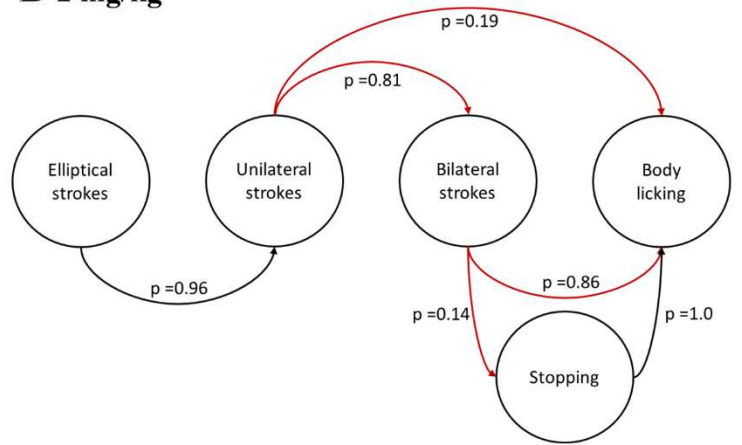 p =0.19
p =0.81
Elliptical
strokes
Unilateral
strokes
Bilateral
strokes
Body
licking
p =0.96
p =0.86
p =0.14
p =1.0
Stopping